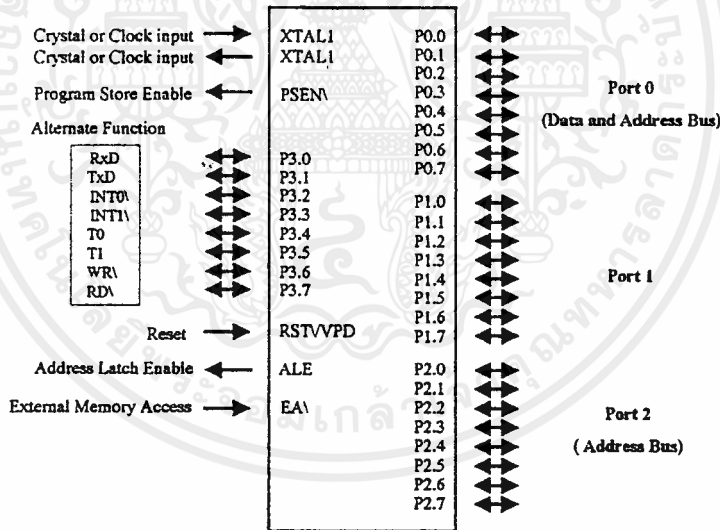 Crystal or Clock input
Crystal or Clock input
Program Store Enable
Alternate Function
RxD
TxD
INT0\
INT1\
T0
T1
WR\
RD\
Reset
Address Latch Enable
External Memory Access
XTAL1
XTAL1
PSEN\
P3.0
P3.1
P3.2
P3.3
P3.4
P3.5
P3.6
P3.7
RST\/VPD
ALE
EA\
P0.0
P0.1
P0.2
P0.3
P0.4
P0.5
P0.6
P0.7
P1.0
P1.1
P1.2
P1.3
P1.4
P1.5
P1.6
P1.7
P2.0
P2.1
P2.2
P2.3
P2.4
P2.5
P2.6
P2.7
Port 0
(Data and Address Bus)
Port 1
Port 2
( Address Bus)